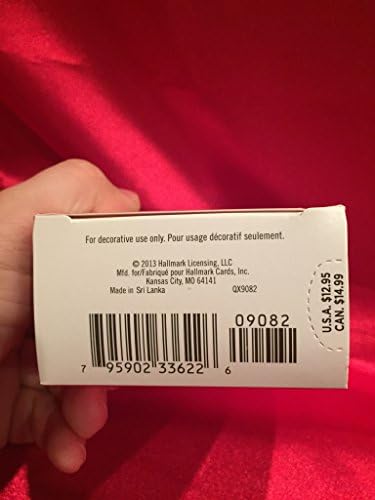 For decorative use only. Pour usage décoratif seulement.
© 2013 Hallmark Licensing, LLC
Mfd. for/Fabriqué pour Hallmark Cards, Inc.
Kansas City, MO 64141
Made in Sri Lanka QX9082
09082
7 95902 33622 6
U.S.A. $12.95
CAN. $14.99